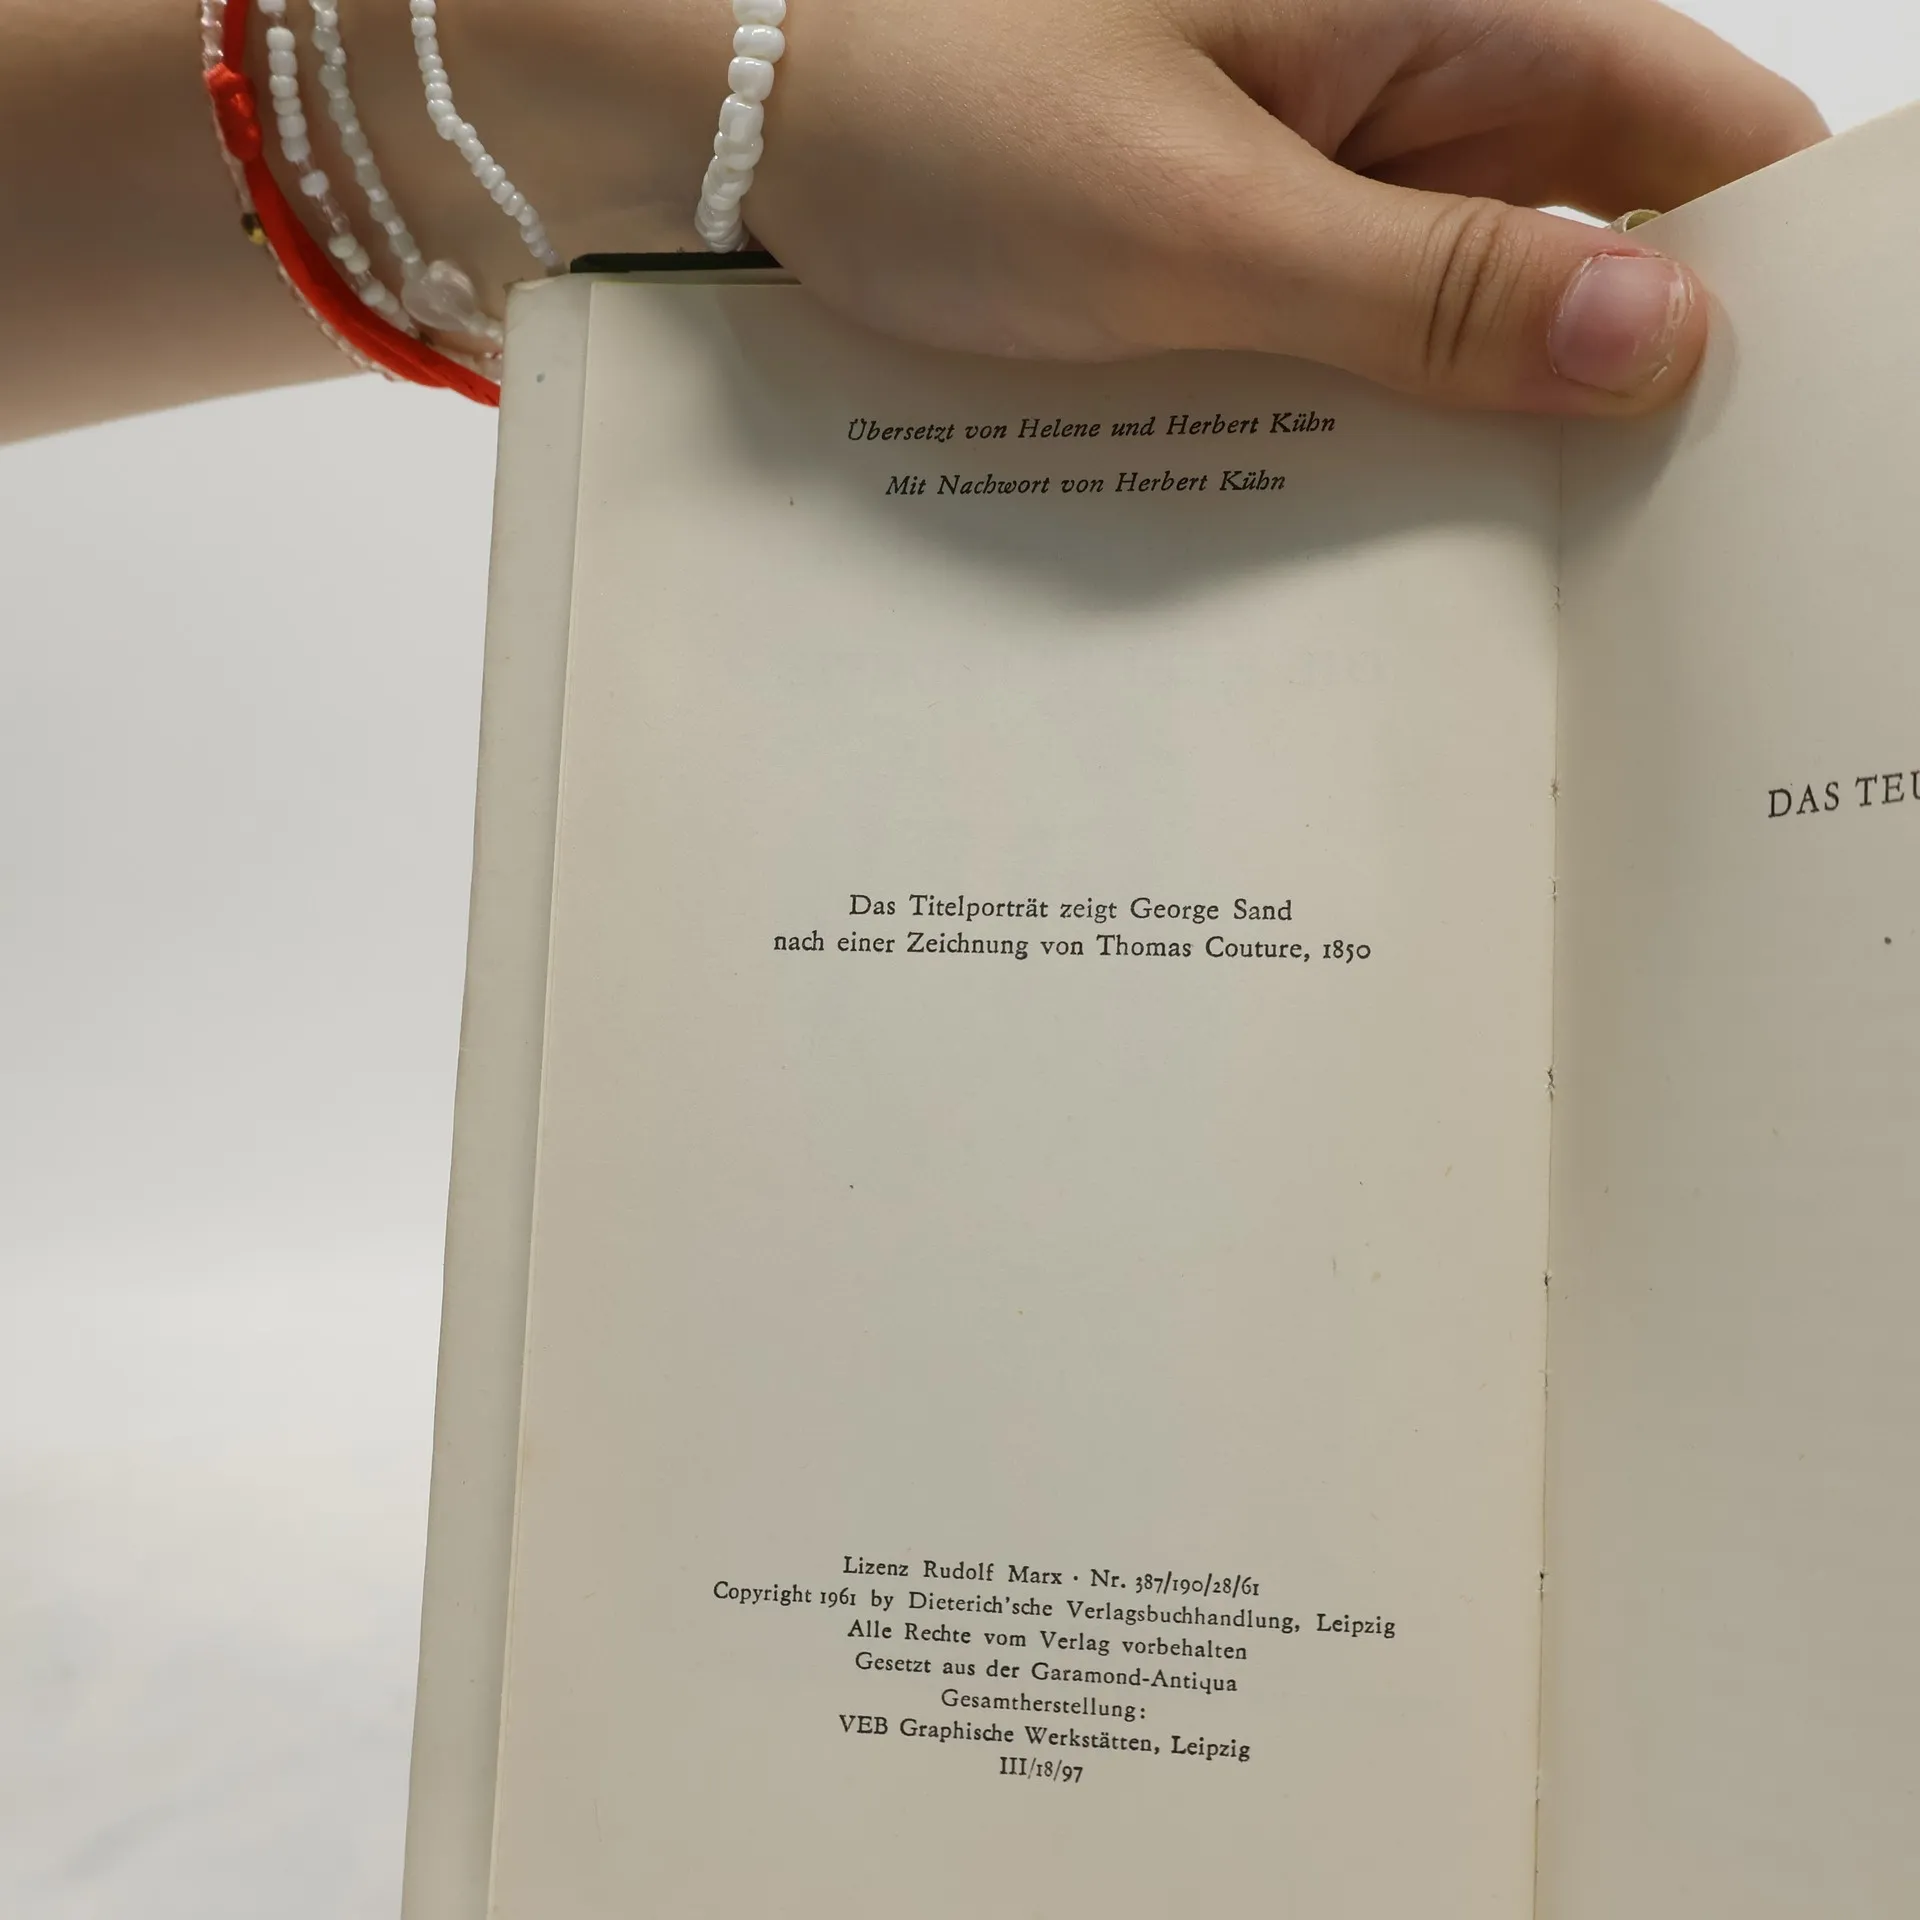 Übersetzt von Helene und Herbert Kühn
Mit Nachwort von Herbert Kühn
Das Titelporträt zeigt George Sand
nach einer Zeichnung von Thomas Couture, 1850
Lizenz Rudolf Marx · Nr. 387/190/28/61
Copyright 1961 by Dieterich'sche Verlagsbuchhandlung, Leipzig
Alle Rechte vom Verlag vorbehalten
Gesetzt aus der Garamond-Antiqua
Gesamtherstellung:
VEB Graphische Werkstätten, Leipzig
III/18/97
DAS